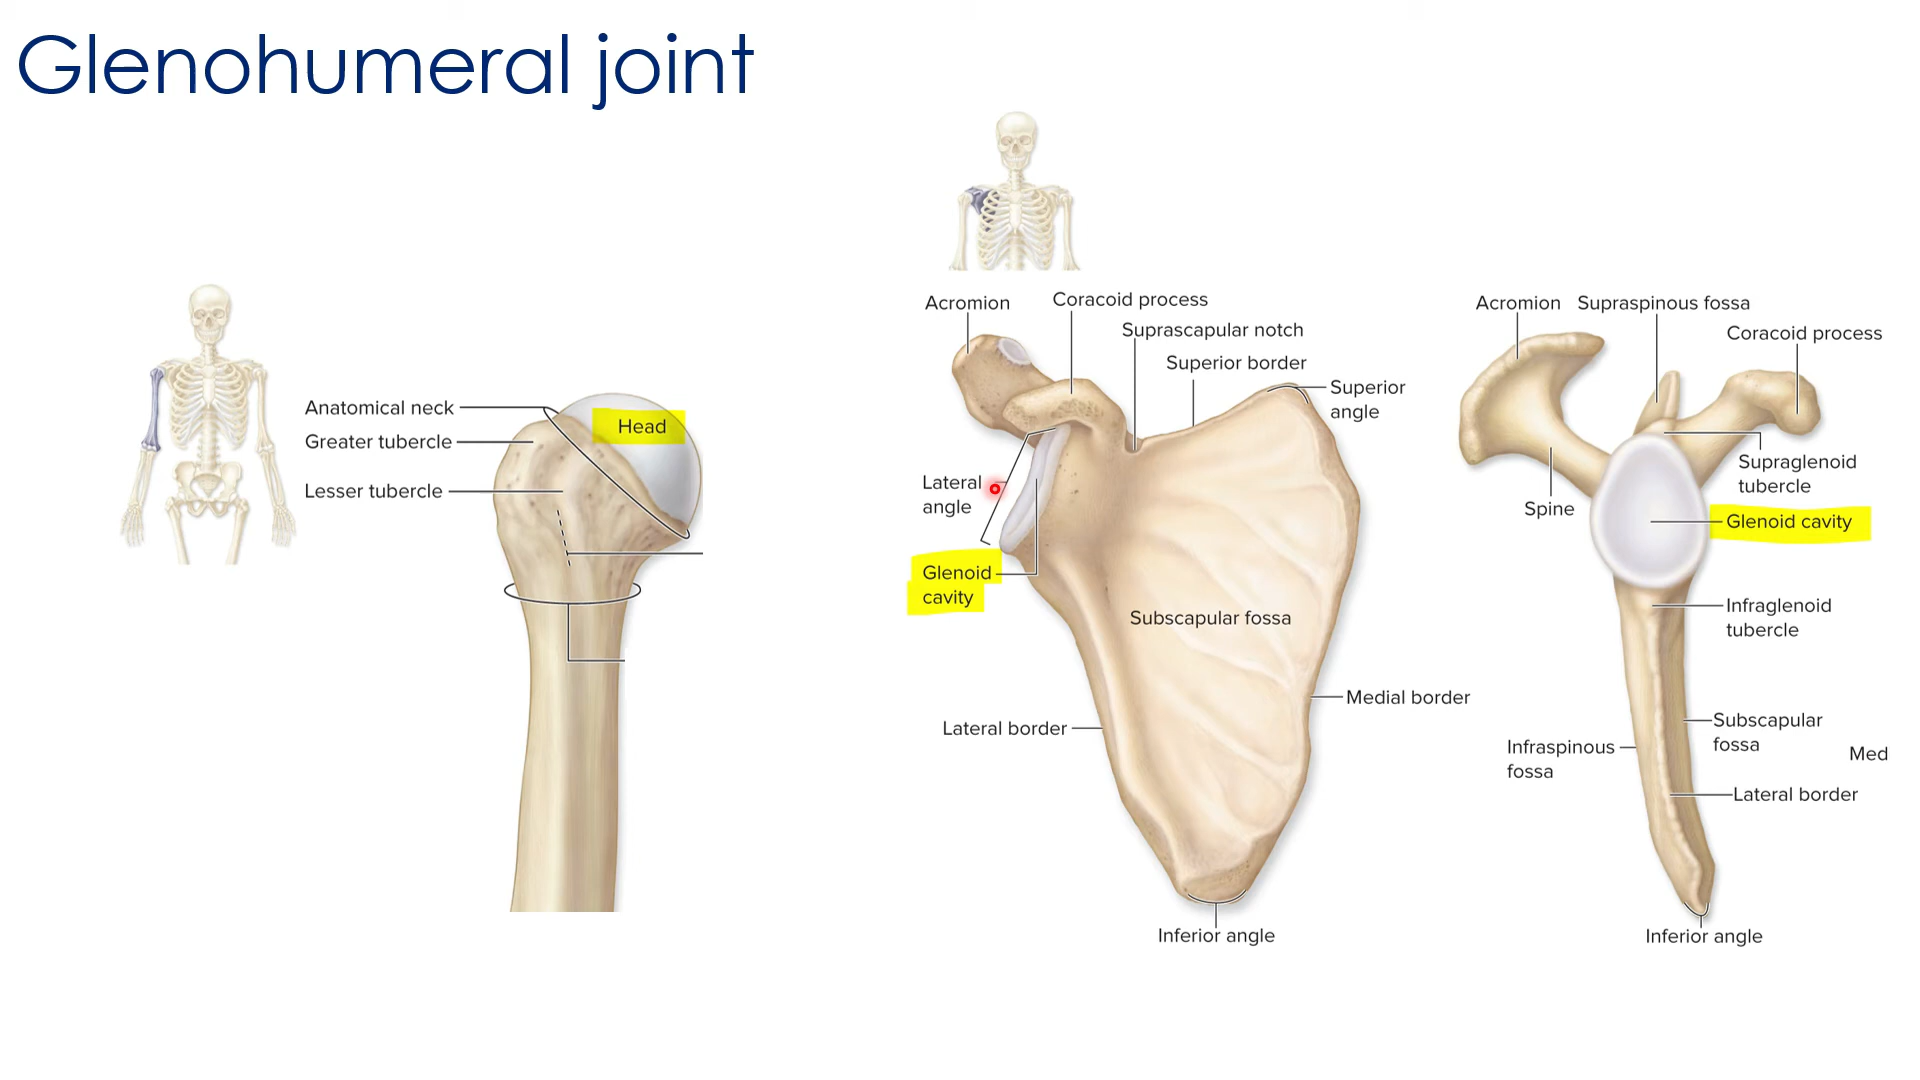 Glenohumeral joint
Anatomical neck
Greater tubercle
Lesser tubercle
Head
Acromion
Coracoid process
Suprascapular notch
Superior border
Superior
angle
Lateral
angle
Glenoid
cavity
Subscapular fossa
Lateral border
Medial border
Inferior angle
Acromion
Supraspinous fossa
Coracoid process
Supraglenoid
tubercle
Spine
Glenoid cavity
Infraglenoid
tubercle
Subscapular
fossa
Infraspinous
fossa
Med
Lateral border
Inferior angle